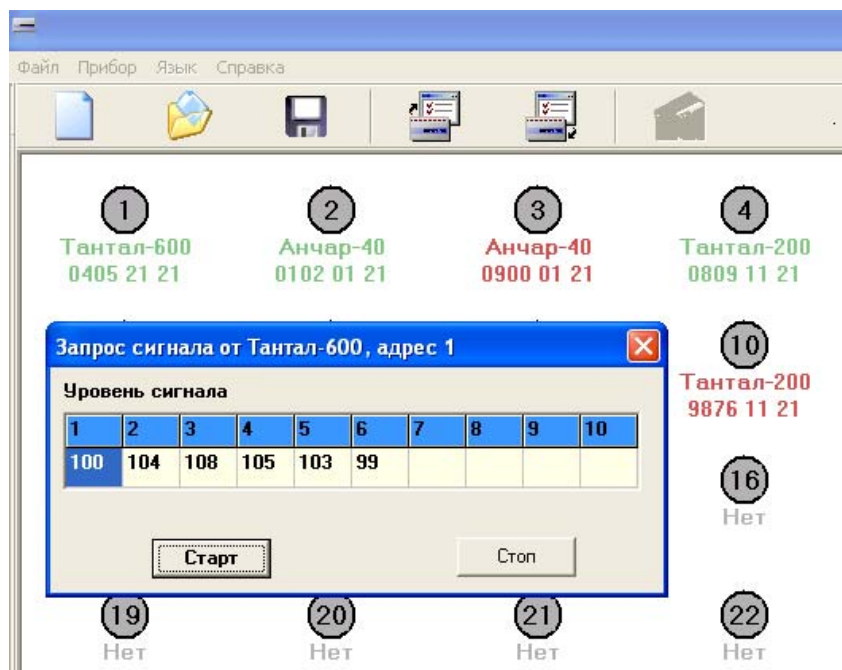 Файл Прибор Язык Справка
1 2 3 4
Тантал-600 Анчар-40 Анчар-40 Тантал-200
0405 21 21 0102 01 21 0900 01 21 0809 11 21
Запрос сигнала от Тантал-600, адрес 1
10
Тантал-200
9876 11 21
Уровень сигнала
1 2 3 4 5 6 7 8 9 10
100 104 108 105 103 99
16
Нет
Старт Стоп
19 20 21 22
Нет Нет Нет Нет